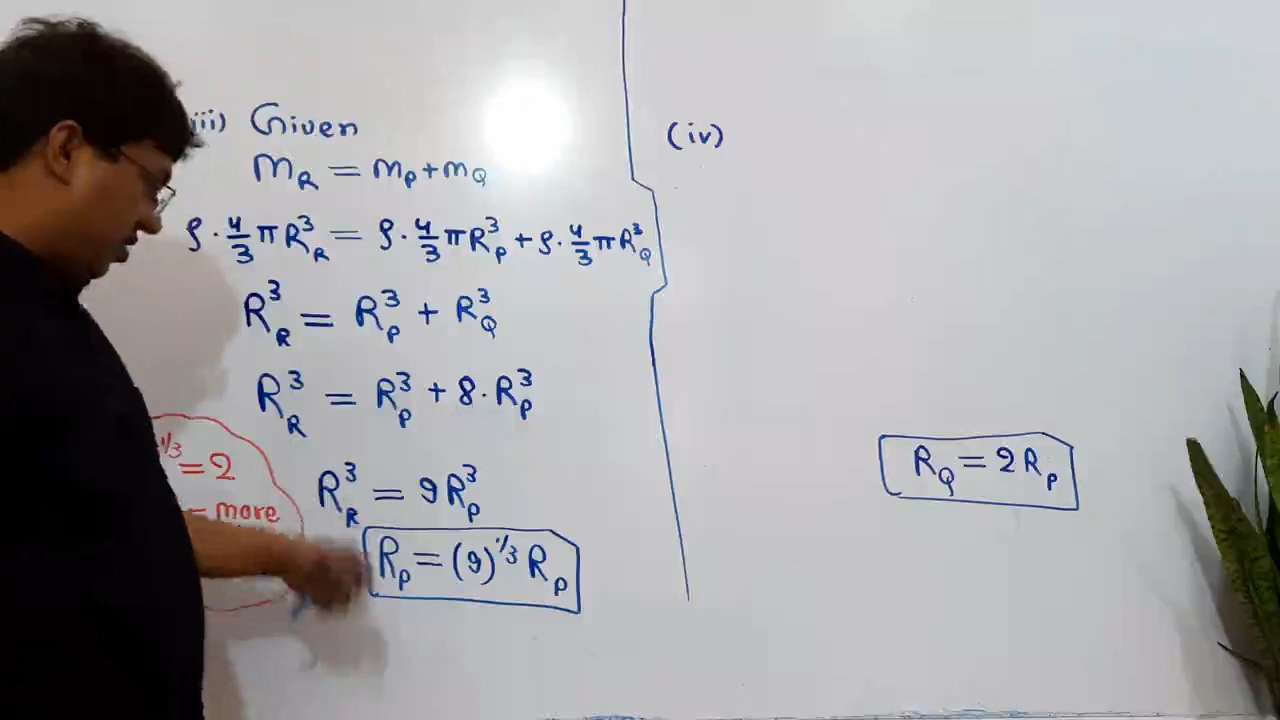 iii) Given
m_R = m_P + m_Q
ρ · 4/3 π R_R^3 = ρ · 4/3 π R_P^3 + ρ · 4/3 π R_Q^3
R_R^3 = R_P^3 + R_Q^3
R_R^3 = R_P^3 + 8 · R_P^3
R_R^3 = 9 R_P^3
R_P = (9)^1/3 R_P
1/3 = 2
more
(iv)
R_Q = 2 R_P